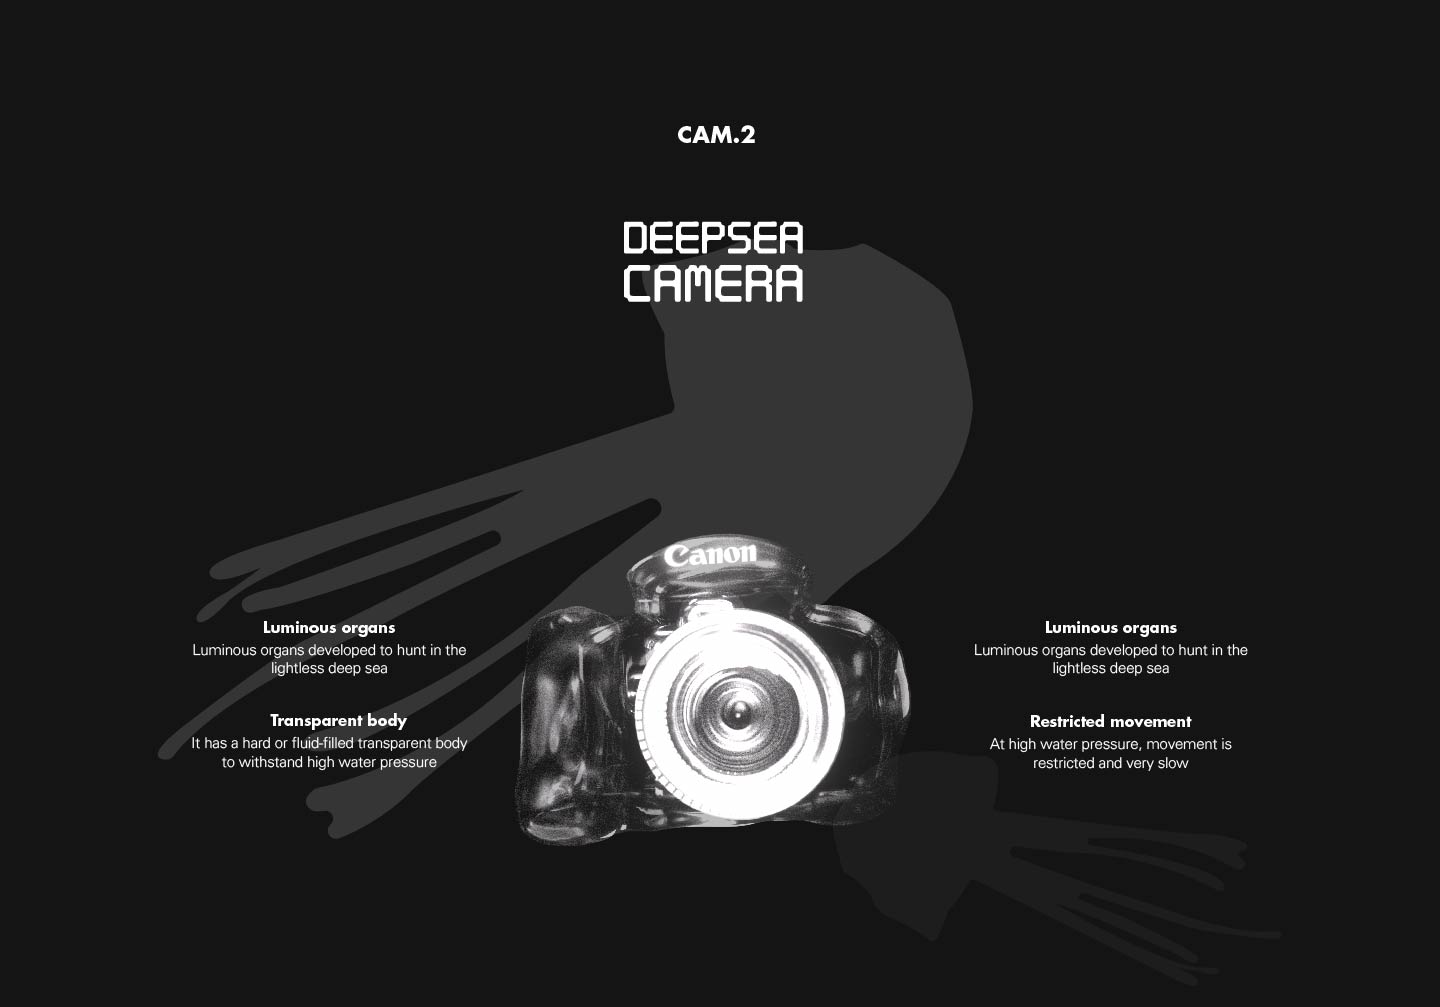 CAM.2
DEEPSEA
CAMERA
Canon
Luminous organs
Luminous organs developed to hunt in the
lightless deep sea
Transparent body
It has a hard or fluid-filled transparent body
to withstand high water pressure
Luminous organs
Luminous organs developed to hunt in the
lightless deep sea
Restricted movement
At high water pressure, movement is
restricted and very slow